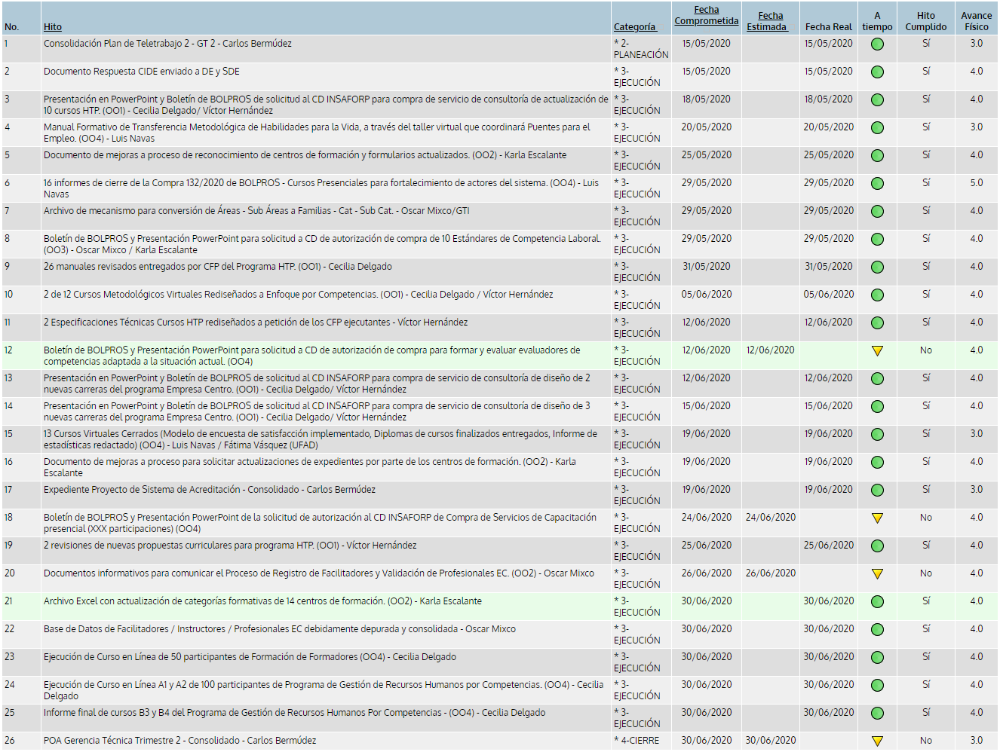 No. Hito Categoría Fecha Comprometida Fecha Estimada Fecha Real A tiempo Hito Cumplido Avance Físico
1 Consolidación Plan de Teletrabajo 2 - GT 2 - Carlos Bermúdez * 2- 15/05/2020 15/05/2020 Sí 3.0
PLANEACIÓN
2 Documento Respuesta CIDE enviado a DE y SDE * 3- 15/05/2020 15/05/2020 Sí 4.0
EJECUCIÓN
3 Presentación en PowerPoint y Boletín de BOLPROS de solicitud al CD INSAFORP para compra de servicio de consultoría de actualización de * 3- 18/05/2020 18/05/2020 Sí 4.0
10 cursos HTP. (OO1) - Cecilia Delgado/ Víctor Hernández EJECUCIÓN
4 Manual Formativo de Transferencia Metodológica de Habilidades para la Vida, a través del taller virtual que coordinará Puentes para el * 3- 20/05/2020 20/05/2020 Sí 3.0
Empleo. (OO4) - Luis Navas EJECUCIÓN
5 Documento de mejoras a proceso de reconocimiento de centros de formación y formularios actualizados. (OO2) - Karla Escalante * 3- 25/05/2020 25/05/2020 Sí 4.0
EJECUCIÓN
6 16 informes de cierre de la Compra 132/2020 de BOLPROS - Cursos Presenciales para fortalecimiento de actores del sistema. (OO4) - Luis * 3- 29/05/2020 29/05/2020 Sí 5.0
Navas EJECUCIÓN
7 Archivo de mecanismo para conversión de Áreas - Sub Áreas a Familias - Cat - Sub Cat. - Oscar Mixco/GTI * 3- 29/05/2020 29/05/2020 Sí 4.0
EJECUCIÓN
8 Boletín de BOLPROS y Presentación PowerPoint para solicitud a CD de autorización de compra de 10 Estándares de Competencia Laboral. * 3- 29/05/2020 29/05/2020 Sí 4.0
(OO3) - Oscar Mixco / Karla Escalante EJECUCIÓN
9 26 manuales revisados entregados por CFP del Programa HTP. (OO1) - Cecilia Delgado * 3- 31/05/2020 31/05/2020 Sí 4.0
EJECUCIÓN
10 2 de 12 Cursos Metodológicos Virtuales Rediseñados a Enfoque por Competencias. (OO1) - Cecilia Delgado / Víctor Hernández * 3- 05/06/2020 05/06/2020 Sí 4.0
EJECUCIÓN
11 2 Especificaciones Técnicas Cursos HTP rediseñados a petición de los CFP ejecutantes - Víctor Hernández * 3- 12/06/2020 12/06/2020 Sí 4.0
EJECUCIÓN
12 Boletín de BOLPROS y Presentación PowerPoint para solicitud a CD de autorización de compra para formar y evaluar evaluadores de * 3- 12/06/2020 12/06/2020 No 4.0
competencias adaptada a la situación actual. (OO4) EJECUCIÓN
13 Presentación en PowerPoint y Boletín de BOLPROS de solicitud al CD INSAFORP para compra de servicio de consultoría de diseño de 2 * 3- 12/06/2020 12/06/2020 Sí 4.0
nuevas carreras del programa Empresa Centro. (OO1) - Cecilia Delgado/ Víctor Hernández EJECUCIÓN
14 Presentación en PowerPoint y Boletín de BOLPROS de solicitud al CD INSAFORP para compra de servicio de consultoría de diseño de 3 * 3- 15/06/2020 15/06/2020 Sí 4.0
nuevas carreras del programa Empresa Centro. (OO1) - Cecilia Delgado/ Víctor Hernández EJECUCIÓN
15 13 Cursos Virtuales Cerrados (Modelo de encuesta de satisfacción implementado, Diplomas de cursos finalizados entregados, Informe de * 3- 19/06/2020 19/06/2020 Sí 3.0
estadísticas redactado) (OO4) - Luis Navas / Fátima Vásquez (UFAD) EJECUCIÓN
16 Documento de mejoras a proceso para solicitar actualizaciones de expedientes por parte de los centros de formación. (OO2) - Karla * 3- 19/06/2020 19/06/2020 Sí 4.0
Escalante EJECUCIÓN
17 Expediente Proyecto de Sistema de Acreditación - Consolidado - Carlos Bermúdez * 3- 19/06/2020 19/06/2020 Sí 3.0
EJECUCIÓN
18 Boletín de BOLPROS y Presentación PowerPoint de la solicitud de autorización al CD INSAFORP de Compra de Servicios de Capacitación * 3- 24/06/2020 24/06/2020 No 4.0
presencial (XXX participaciones) (OO4) EJECUCIÓN
19 2 revisiones de nuevas propuestas curriculares para programa HTP. (OO1) - Víctor Hernández * 3- 25/06/2020 25/06/2020 Sí 4.0
EJECUCIÓN
20 Documentos informativos para comunicar el Proceso de Registro de Facilitadores y Validación de Profesionales EC. (OO2) - Oscar Mixco * 3- 26/06/2020 26/06/2020 No 4.0
EJECUCIÓN
21 Archivo Excel con actualización de categorías formativas de 14 centros de formación. (OO2) - Karla Escalante * 3- 30/06/2020 30/06/2020 Sí 4.0
EJECUCIÓN
22 Base de Datos de Facilitadores / Instructores / Profesionales EC debidamente depurada y consolidada - Oscar Mixco * 3- 30/06/2020 30/06/2020 Sí 4.0
EJECUCIÓN
23 Ejecución de Curso en Línea de 50 participantes de Formación de Formadores (OO4) - Cecilia Delgado * 3- 30/06/2020 30/06/2020 Sí 4.0
EJECUCIÓN
24 Ejecución de Curso en Línea A1 y A2 de 100 participantes de Programa de Gestión de Recursos Humanos por Competencias. (OO4) - Cecilia * 3- 30/06/2020 30/06/2020 Sí 4.0
Delgado EJECUCIÓN
25 Informe final de cursos B3 y B4 del Programa de Gestión de Recursos Humanos Por Competencias - (OO4) - Cecilia Delgado * 3- 30/06/2020 30/06/2020 Sí 4.0
EJECUCIÓN
26 POA Gerencia Técnica Trimestre 2 - Consolidado - Carlos Bermúdez * 4-CIERRE 30/06/2020 30/06/2020 No 3.0